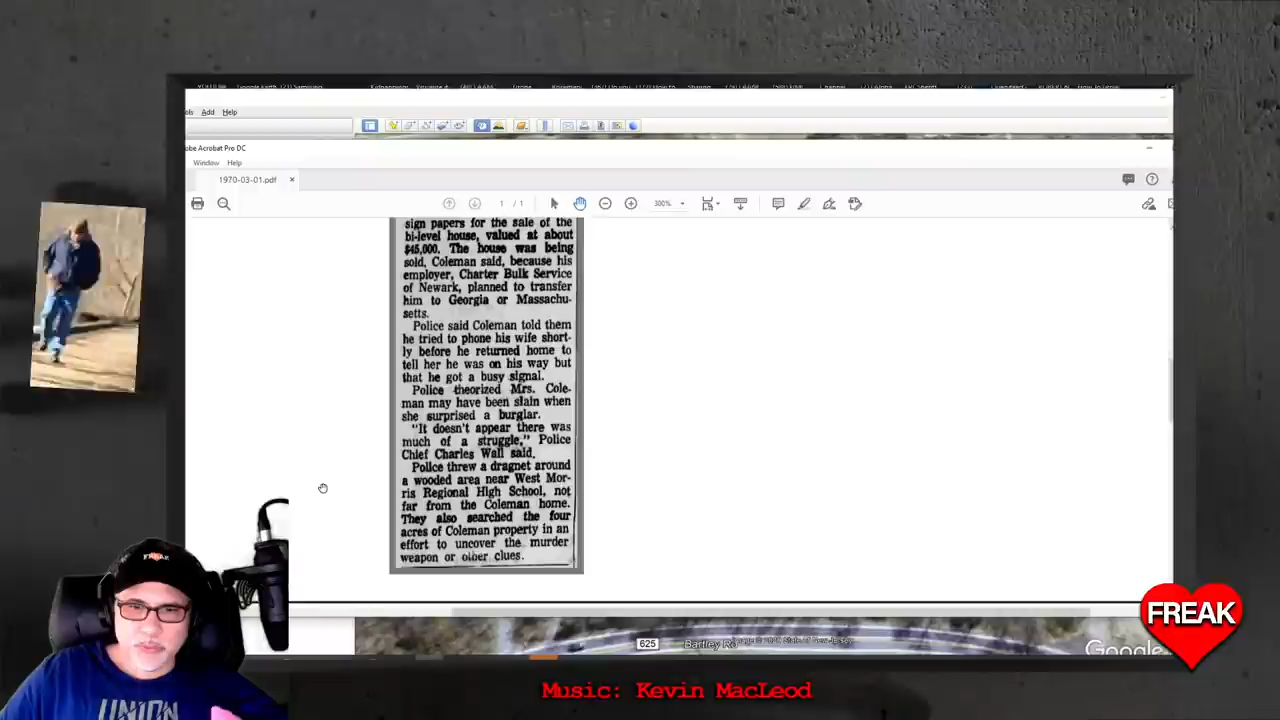 Add Help
Adobe Acrobat Pro DC
Window Help
1970-03-01.pdf
1 / 1
300%
sign papers for the sale of the
bi-level house, valued at about
$45,000. The house was being
sold, Coleman said, because his
employer, Charter Bulk Service
of Newark, planned to transfer
him to Georgia or Massachu-
setts.
Police said Coleman told them
he tried to phone his wife short-
ly before he returned home to
tell her he was on his way but
that he got a busy signal.
Police theorized Mrs. Cole-
man may have been slain when
she surprised a burglar.
"It doesn't appear there was
much of a struggle," Police
Chief Charles Wall said.
Police threw a dragnet around
a wooded area near West Mor-
ris Regional High School, not
far from the Coleman home.
They also searched the four
acres of Coleman property in an
effort to uncover the murder
weapon or other clues.
625
Bartley Rd
State of New Jersey
Google
FREAK
FREAK
UNION
Music: Kevin MacLeod